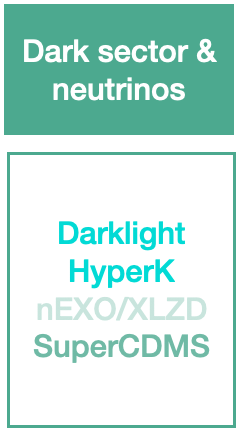 Dark sector &
neutrinos
Darklight
HyperK
nEXO/XLZD
SuperCDMS